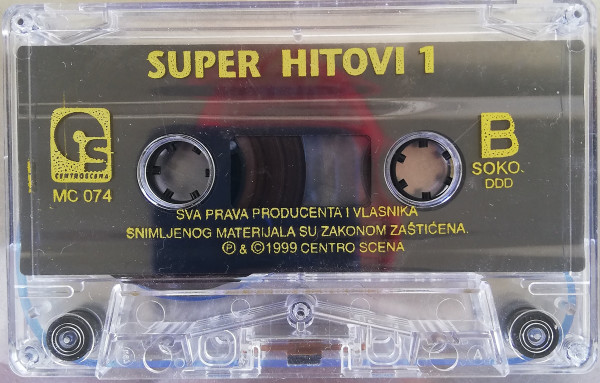 SUPER HITOVI 1
CS
CENTROSCENA
MC 074
B
SOKO.
DDD
SVA PRAVA PRODUCENTA I VLASNIKA
SNIMLJENOG MATERIJALA SU ZAKONOM ZAŠTIĆENA.
Ⓟ & ©1999 CENTRO SCENA
A